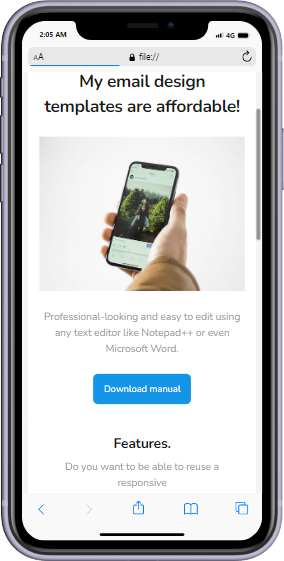 2:05 AM
4G
AA
file://
My email design
templates are affordable!
Professional-looking and easy to edit using
any text editor like Notepad++ or even
Microsoft Word.
Download manual
Features.
Do you want to be able to reuse a
responsive